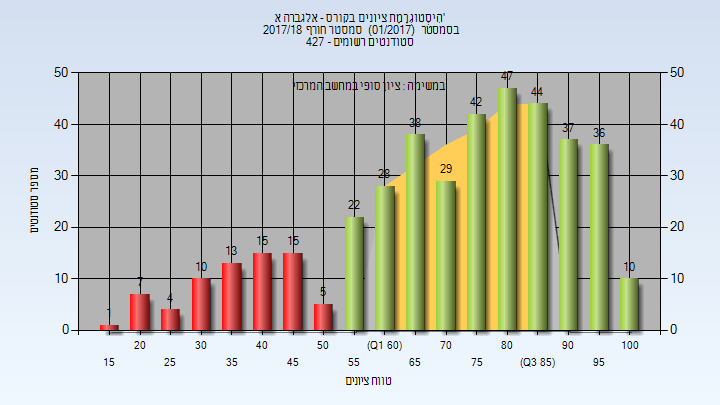 היסטוגרמת ציונים בקורס - אלגברה א'
בסמסטר (01/2017) סמסטר חורף 2017/18
סטודנטים רשומים - 427
במשימה : ציון סופי במחשב המרכזי
מספר סטודנטים
50 40 30 20 10 0
1 7 4 10 13 15 15 5 22 28 38 29 42 47 44 37 36 10
50 40 30 20 10 0
20 30 40 50 (Q1 60) 70 80 90 100
15 25 35 45 55 65 75 (Q3 85) 95
טווח ציונים